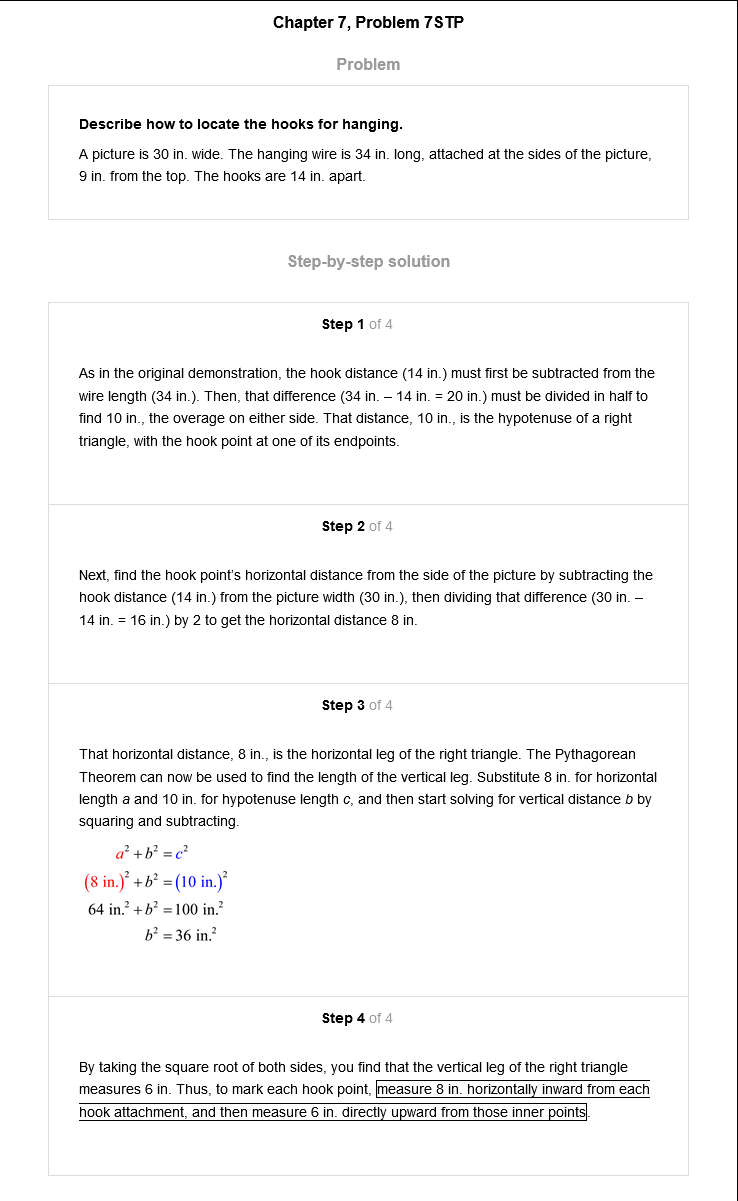 Chapter 7, Problem 7STP
Problem
Describe how to locate the hooks for hanging.
A picture is 30 in. wide. The hanging wire is 34 in. long, attached at the sides of the picture,
9 in. from the top. The hooks are 14 in. apart.
Step-by-step solution
Step 1 of 4
As in the original demonstration, the hook distance (14 in.) must first be subtracted from the
wire length (34 in.). Then, that difference (34 in. – 14 in. = 20 in.) must be divided in half to
find 10 in., the overage on either side. That distance, 10 in., is the hypotenuse of a right
triangle, with the hook point at one of its endpoints.
Step 2 of 4
Next, find the hook point's horizontal distance from the side of the picture by subtracting the
hook distance (14 in.) from the picture width (30 in.), then dividing that difference (30 in. –
14 in. = 16 in.) by 2 to get the horizontal distance 8 in.
Step 3 of 4
That horizontal distance, 8 in., is the horizontal leg of the right triangle. The Pythagorean
Theorem can now be used to find the length of the vertical leg. Substitute 8 in. for horizontal
length a and 10 in. for hypotenuse length c, and then start solving for vertical distance b by
squaring and subtracting.
a² + b² = c²
(8 in.)² + b² = (10 in.)²
64 in.² + b² = 100 in.²
b² = 36 in.²
Step 4 of 4
By taking the square root of both sides, you find that the vertical leg of the right triangle
measures 6 in. Thus, to mark each hook point, measure 8 in. horizontally inward from each
hook attachment, and then measure 6 in. directly upward from those inner points.